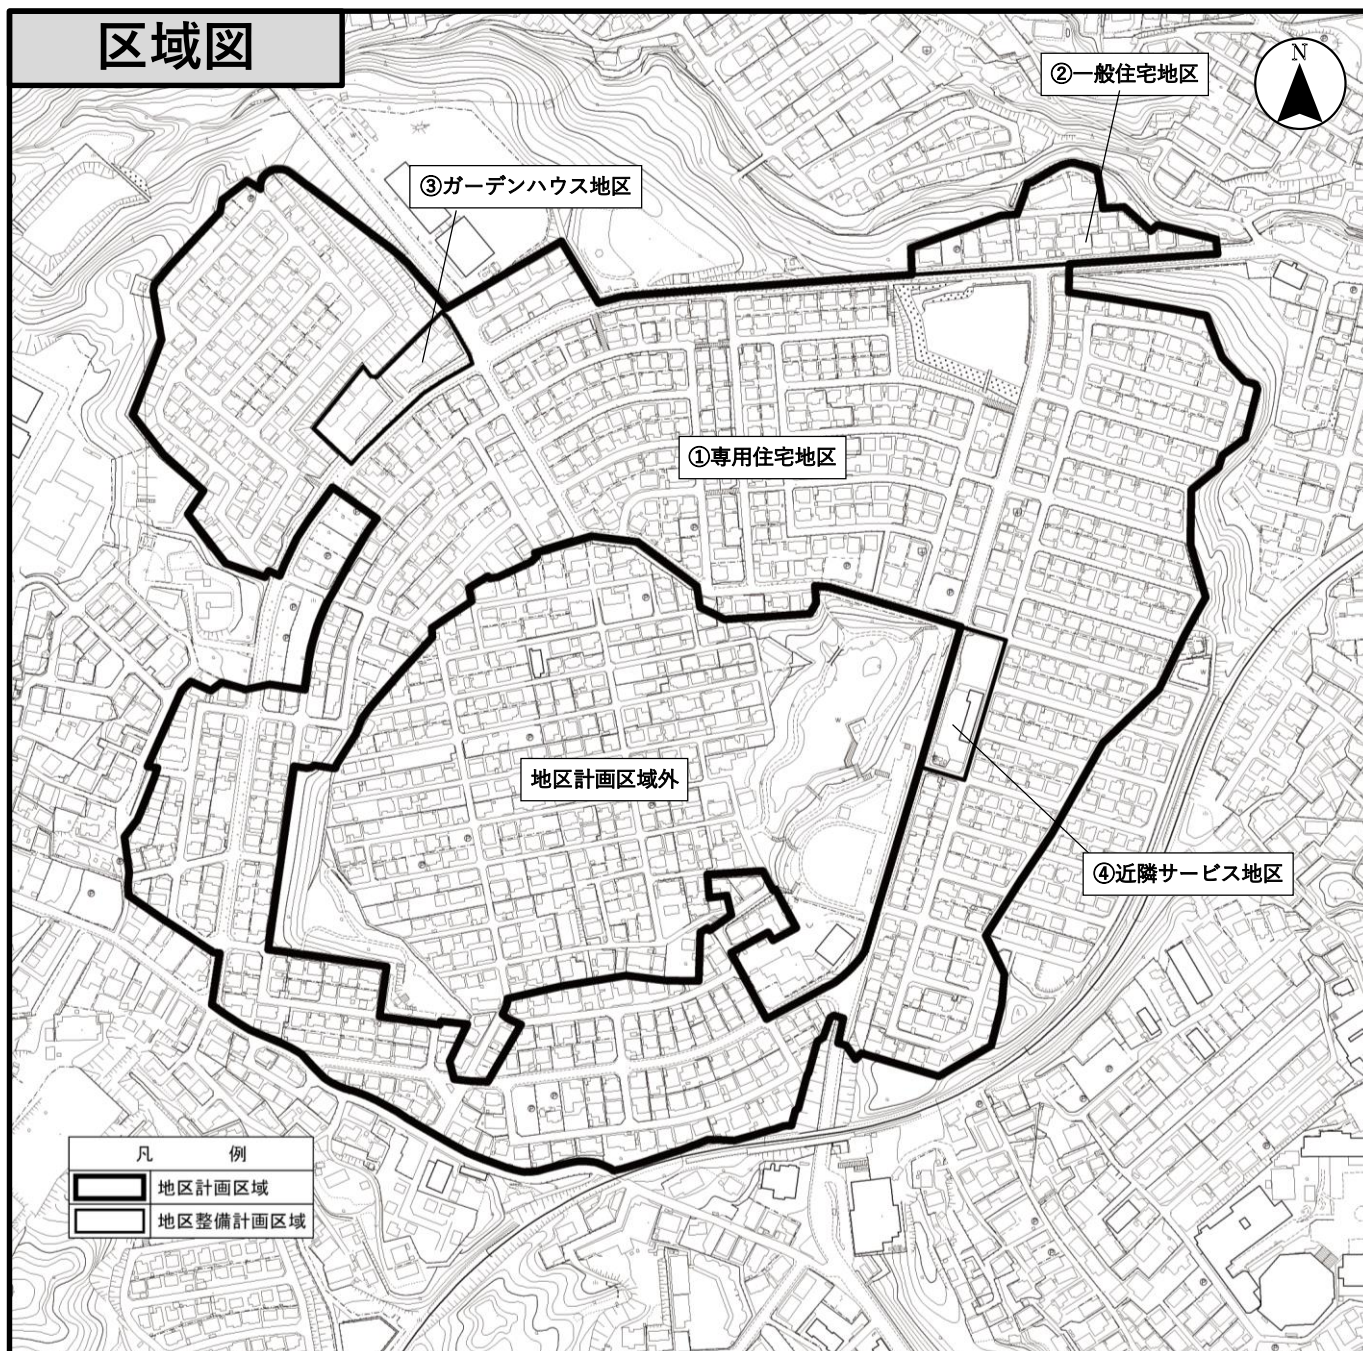 区域図
N
②一般住宅地区
③ガーデンハウス地区
①専用住宅地区
地区計画区域外
④近隣サービス地区
凡 例
地区計画区域
地区整備計画区域